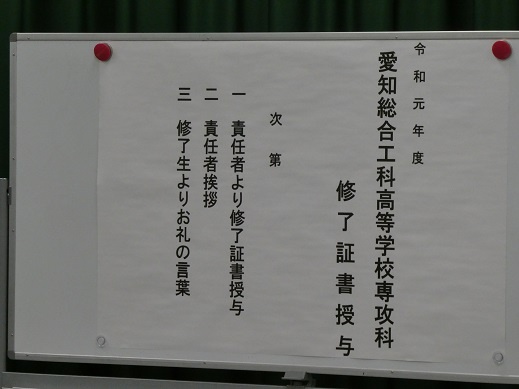 令和元年度
愛知総合工科高等学校専攻科
修了証書授与
次第
一 責任者より修了証書授与
二 責任者挨拶
三 修了生よりお礼の言葉